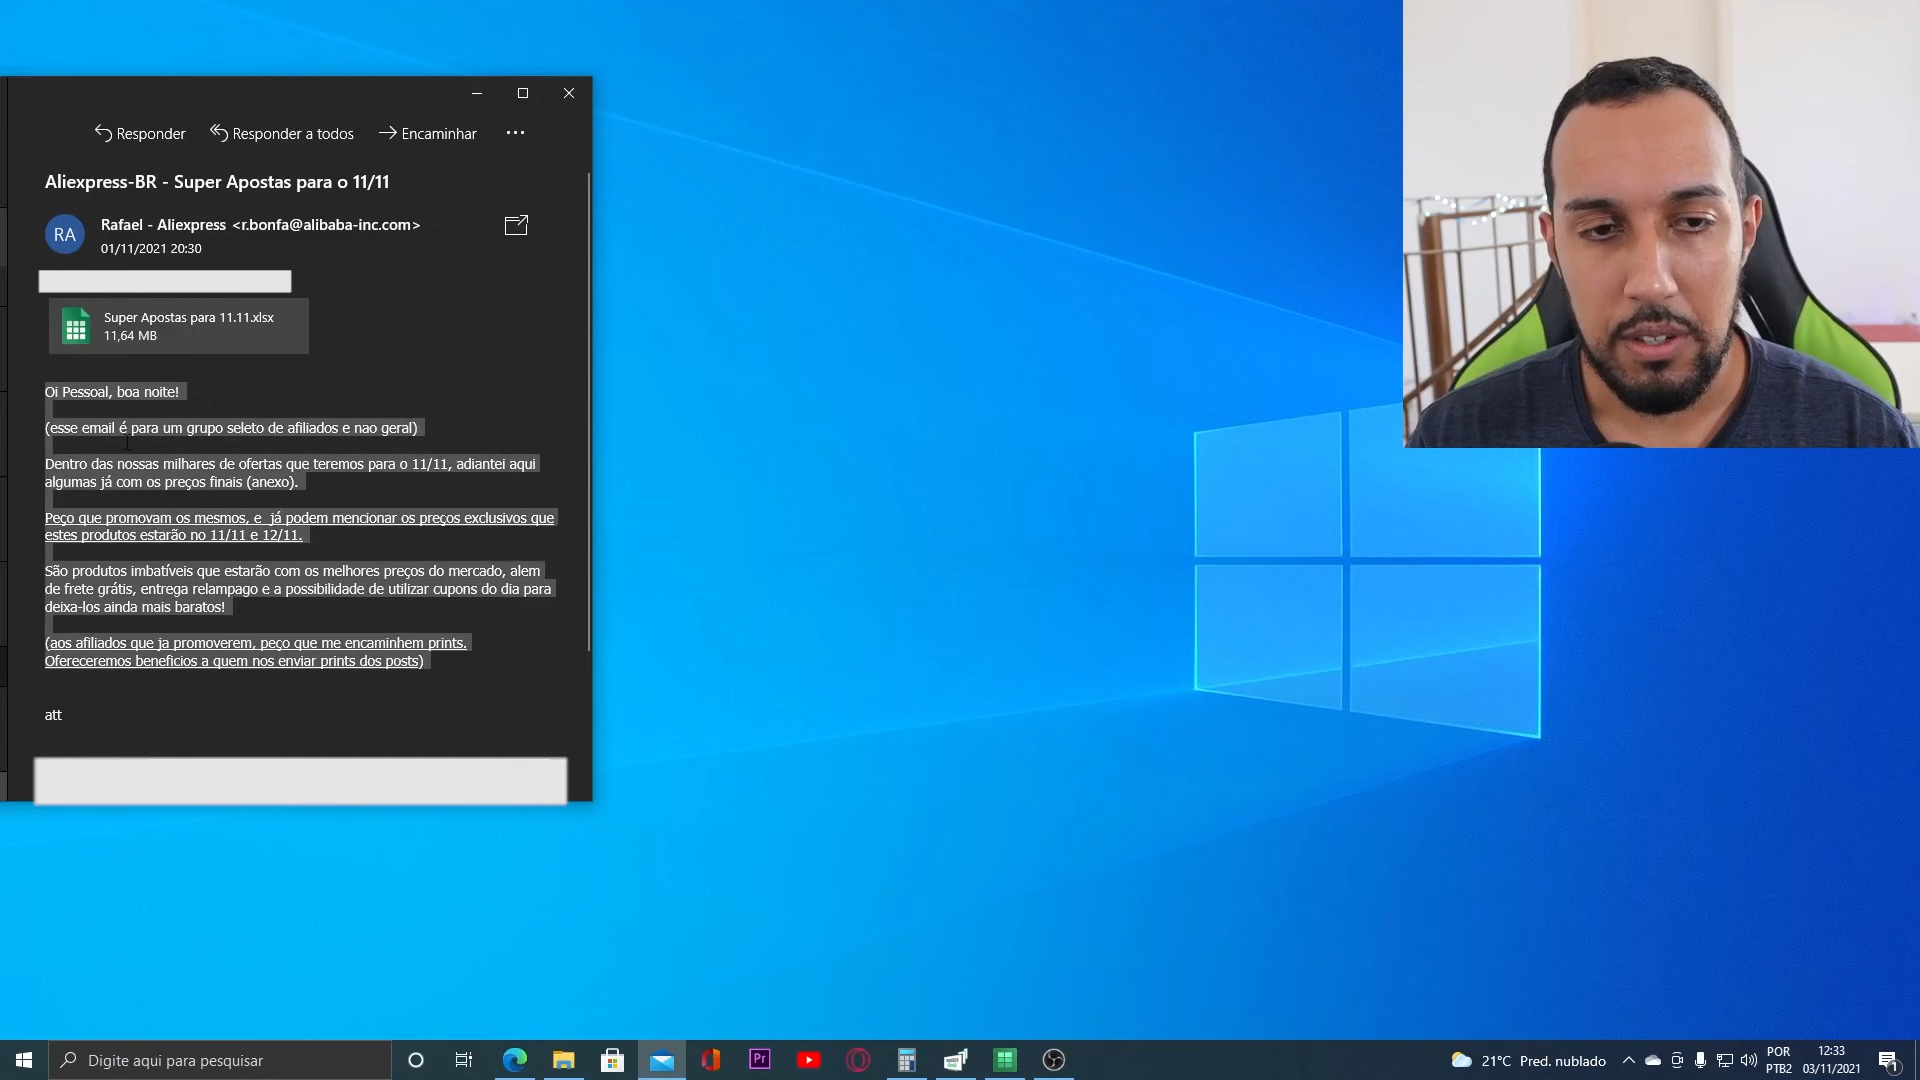 Responder
Responder a todos
Encaminhar
Aliexpress-BR - Super Apostas para o 11/11
RA
Rafael - Aliexpress <r.bonfa@alibaba-inc.com>
01/11/2021 20:30
Super Apostas para 11.11.xlsx
11,64 MB
Oi Pessoal, boa noite!
(esse email é para um grupo seleto de afiliados e nao geral)
Dentro das nossas milhares de ofertas que teremos para o 11/11, adiantei aqui
algumas já com os preços finais (anexo).
Peço que promovam os mesmos, e  já podem mencionar os preços exclusivos que
estes produtos estarão no 11/11 e 12/11.
São produtos imbatíveis que estarão com os melhores preços do mercado, alem
de frete grátis, entrega relampago e a possibilidade de utilizar cupons do dia para
deixa-los ainda mais baratos!
(aos afiliados que ja promoverem, peço que me encaminhem prints.
Ofereceremos beneficios a quem nos enviar prints dos posts)
att
Digite aqui para pesquisar
Pr
21°C Pred. nublado
POR
PTB2
12:33
03/11/2021
1